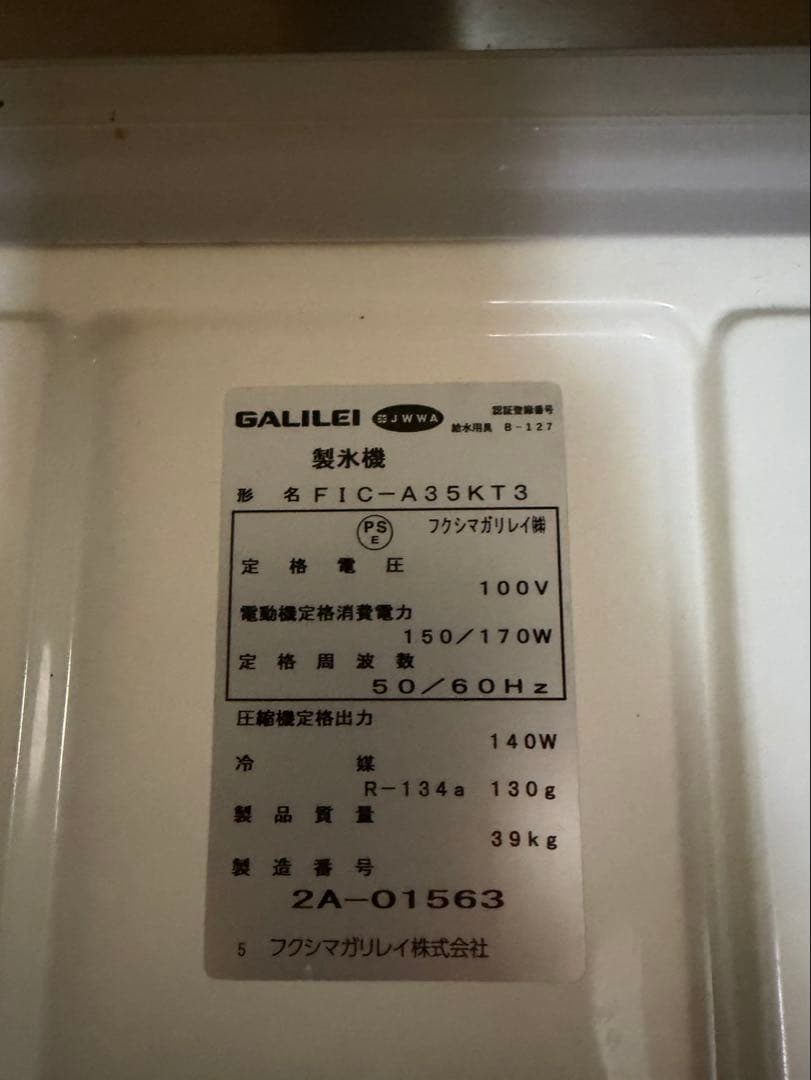 GALILEI JWWA 認証登録番号
給水用具 B-127
製氷機
形名 FIC-A35KT3
PS E フクシマガリレイ㈱
定格電圧
100V
電動機定格消費電力
150/170W
定格周波数
50/60Hz
圧縮機定格出力
140W
冷媒
R-134a 130g
製品質量
39kg
製造番号
2A-01563
5 フクシマガリレイ株式会社